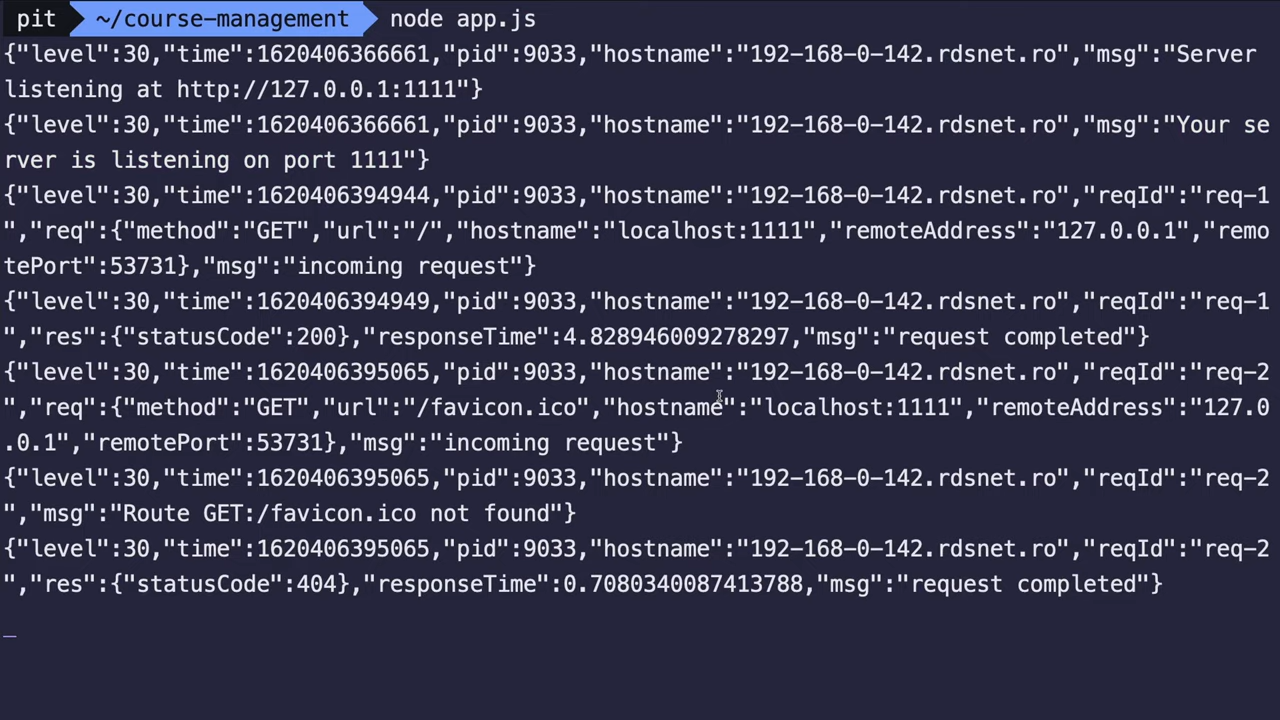 pit ~/course-management node app.js
{"level":30,"time":1620406366661,"pid":9033,"hostname":"192-168-0-142.rdsnet.ro","msg":"Server
listening at http://127.0.0.1:1111"}
{"level":30,"time":1620406366661,"pid":9033,"hostname":"192-168-0-142.rdsnet.ro","msg":"Your se
rver is listening on port 1111"}
{"level":30,"time":1620406394944,"pid":9033,"hostname":"192-168-0-142.rdsnet.ro","reqId":"req-1
","req":{"method":"GET","url":"/","hostname":"localhost:1111","remoteAddress":"127.0.0.1","remo
tePort":53731},"msg":"incoming request"}
{"level":30,"time":1620406394949,"pid":9033,"hostname":"192-168-0-142.rdsnet.ro","reqId":"req-1
","res":{"statusCode":200},"responseTime":4.828946009278297,"msg":"request completed"}
{"level":30,"time":1620406395065,"pid":9033,"hostname":"192-168-0-142.rdsnet.ro","reqId":"req-2
","req":{"method":"GET","url":"/favicon.ico","hostname":"localhost:1111","remoteAddress":"127.0
.0.1","remotePort":53731},"msg":"incoming request"}
{"level":30,"time":1620406395065,"pid":9033,"hostname":"192-168-0-142.rdsnet.ro","reqId":"req-2
","msg":"Route GET:/favicon.ico not found"}
{"level":30,"time":1620406395065,"pid":9033,"hostname":"192-168-0-142.rdsnet.ro","reqId":"req-2
","res":{"statusCode":404},"responseTime":0.7080340087413788,"msg":"request completed"}